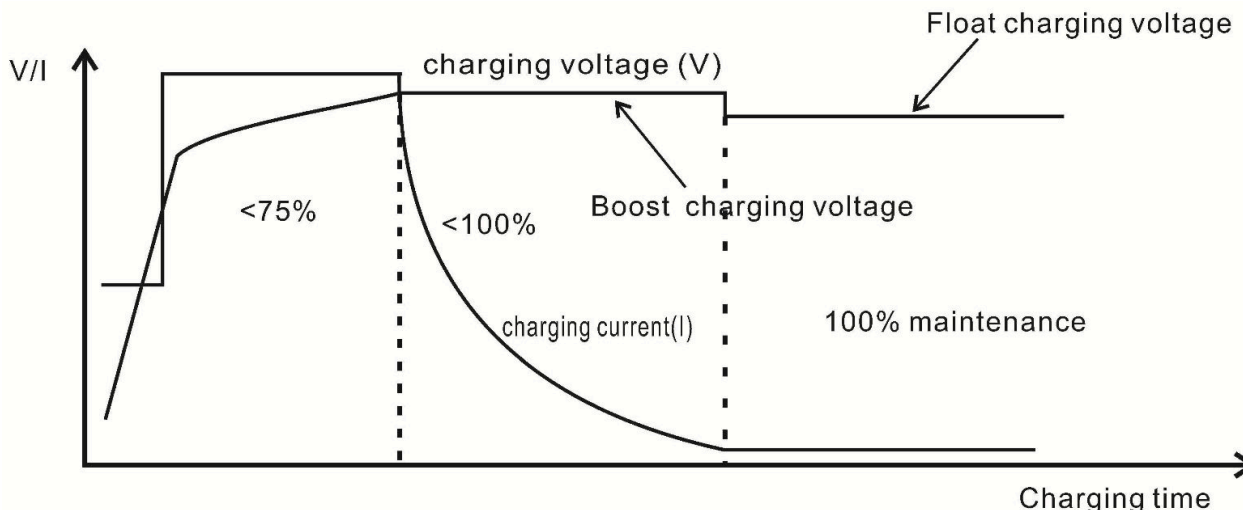 Float charging voltage
V/I
charging voltage (V)
<75%
<100%
Boost charging voltage
charging current(I)
100% maintenance
Charging time